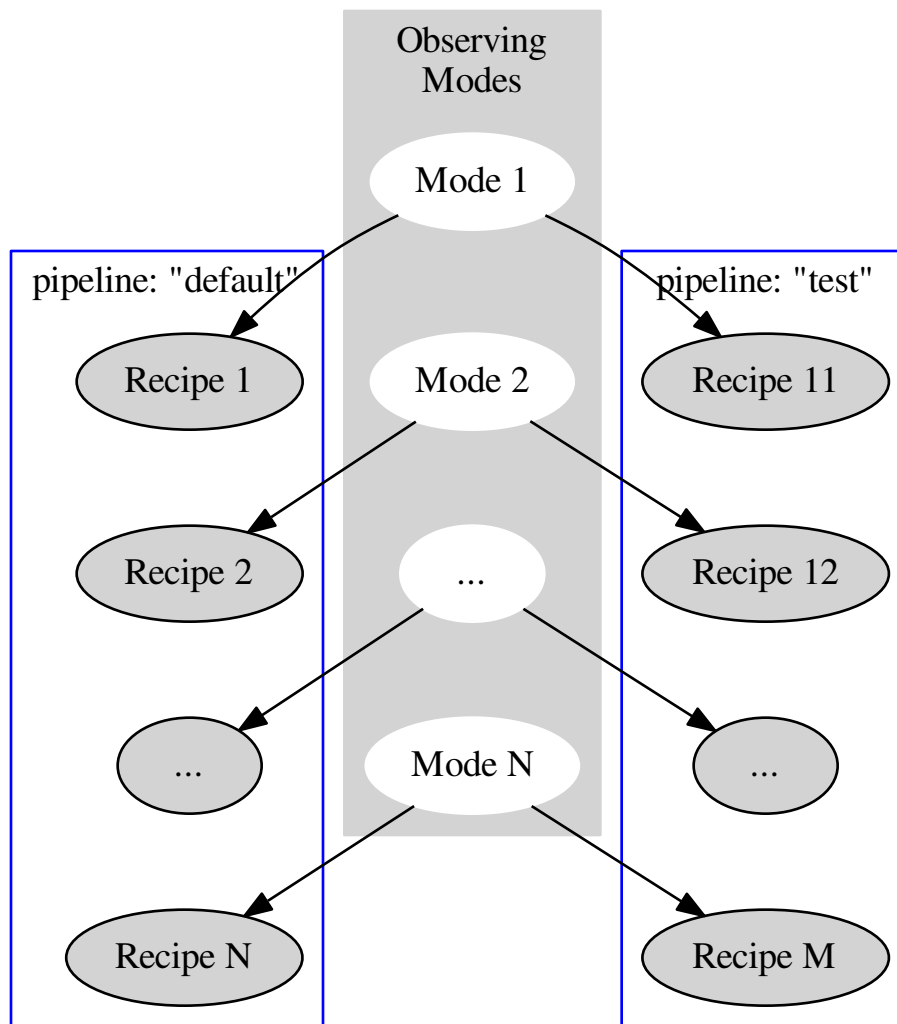 Observing
Modes
Mode 1
pipeline: "default"
pipeline: "test"
Recipe 1
Mode 2
Recipe 11
Recipe 2
...
Recipe 12
...
Mode N
...
Recipe N
Recipe M